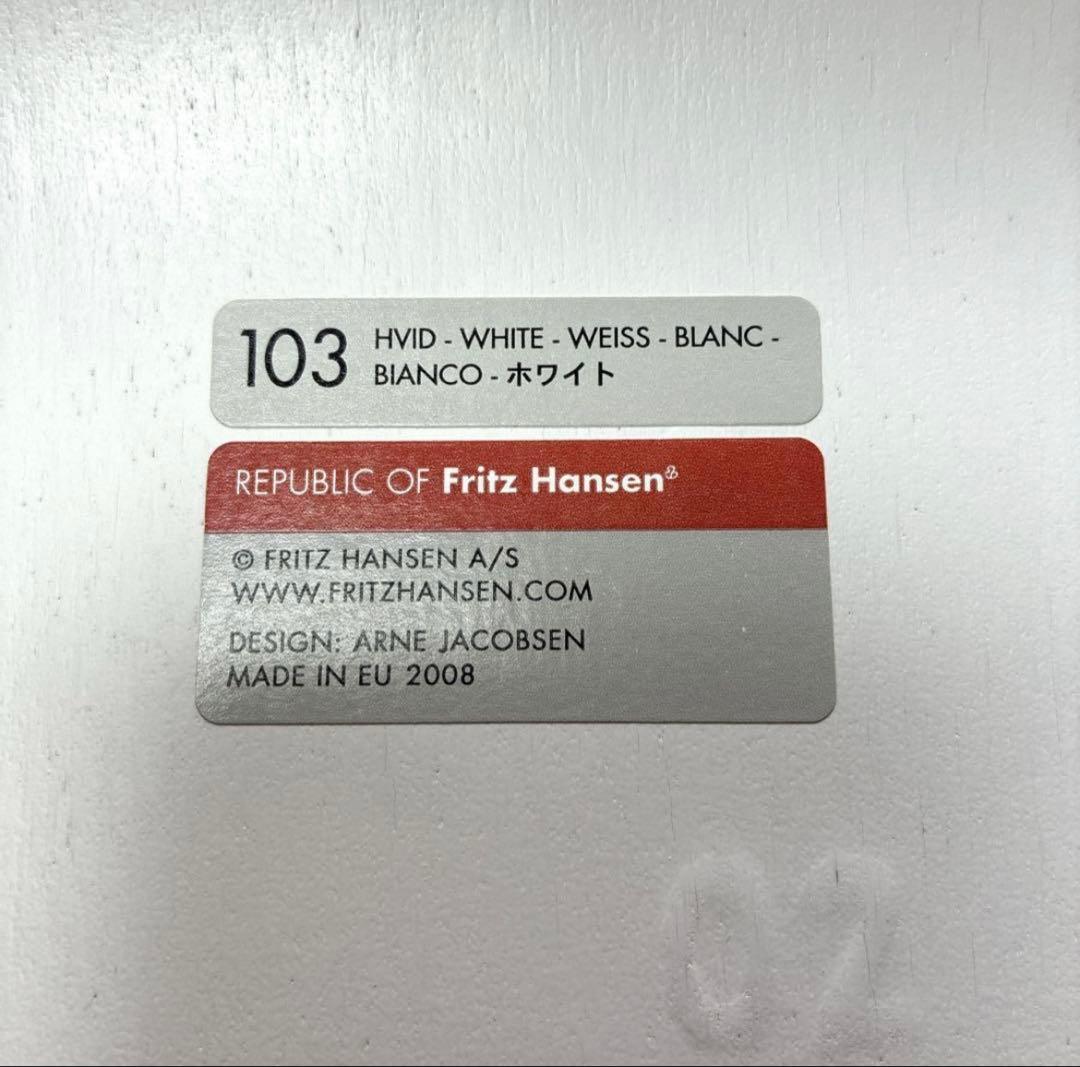 103 HVID - WHITE - WEISS - BLANC -
BIANCO - ホワイト
REPUBLIC OF Fritz Hansen®
© FRITZ HANSEN A/S
WWW.FRITZHANSEN.COM
DESIGN: ARNE JACOBSEN
MADE IN EU 2008